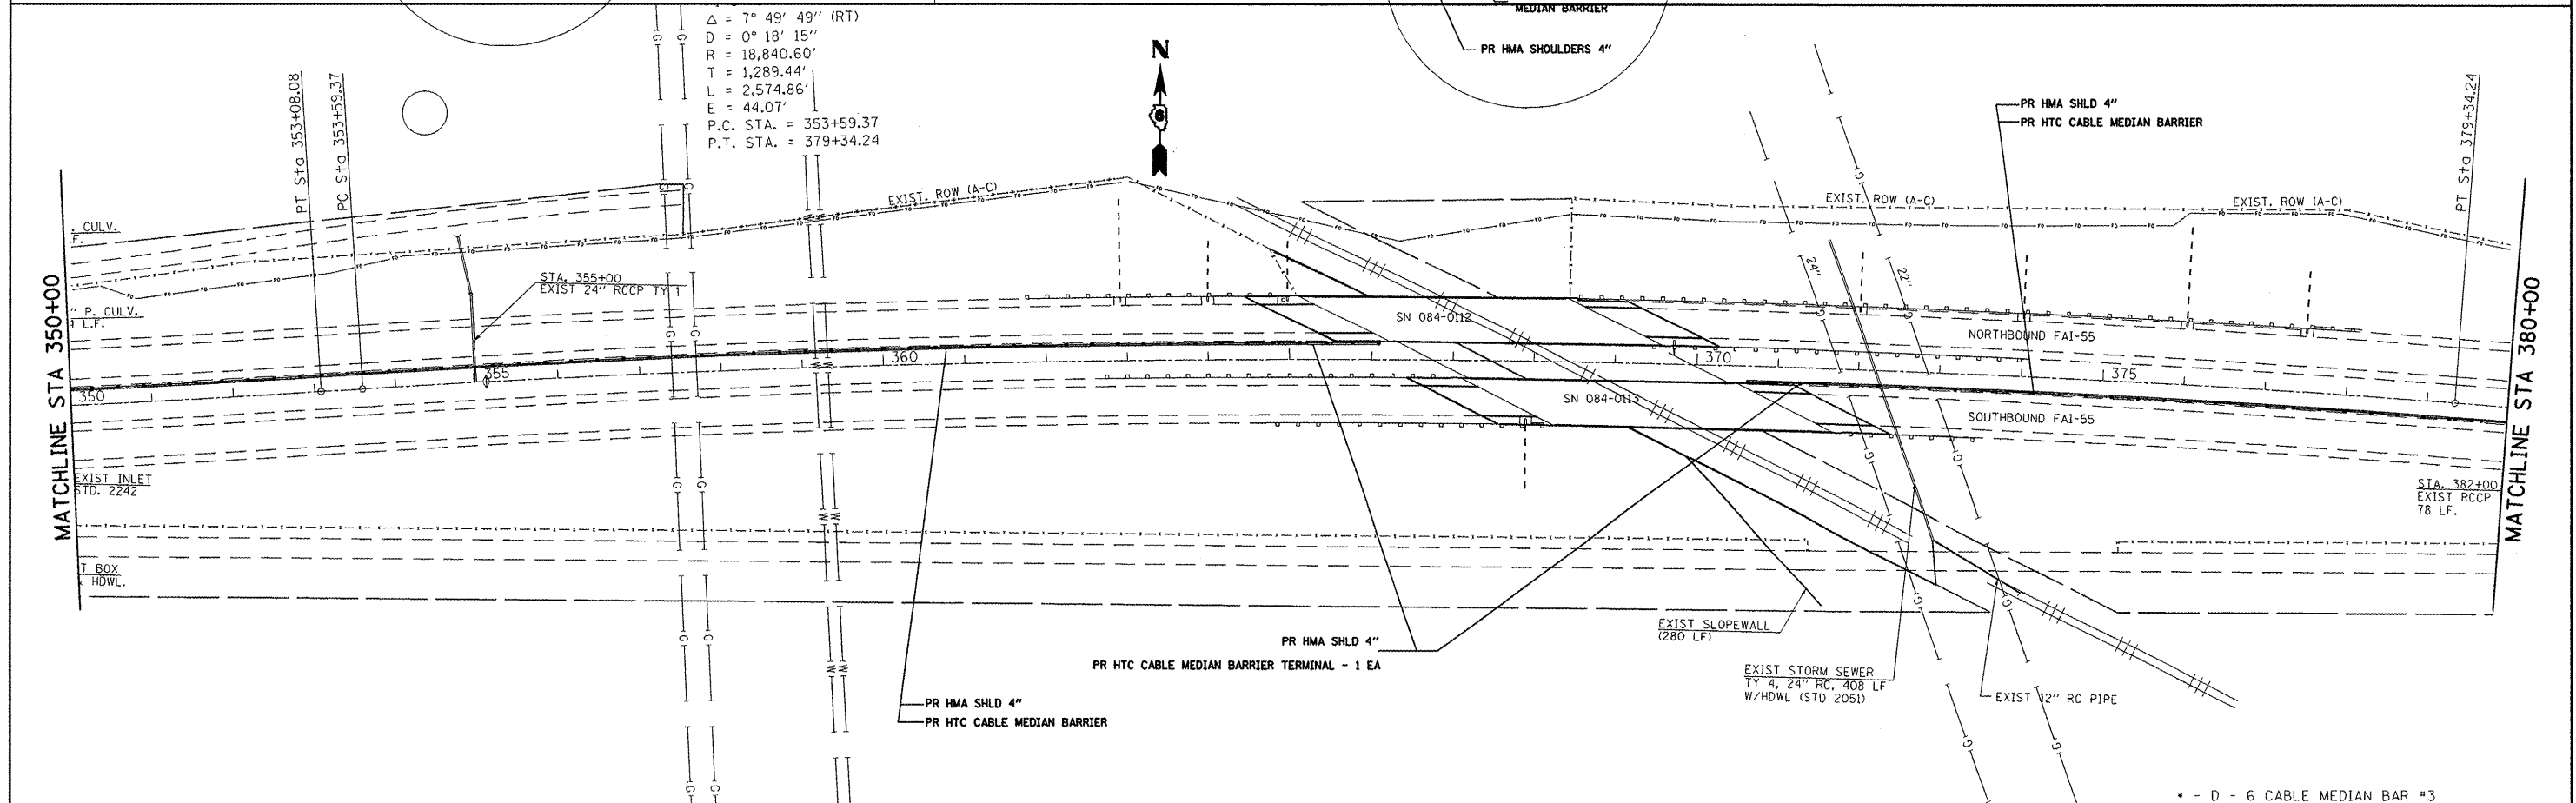 MEDIAN BARRIER
PR HMA SHOULDERS 4"
Δ = 7° 49' 49" (RT)
D = 0° 18' 15"
R = 18,840.60'
T = 1,289.44'
L = 2,574.86'
E = 44.07'
P.C. STA. = 353+59.37
P.T. STA. = 379+34.24
N
6
PT Sta 353+08.08
PC Sta 353+59.37
PT Sta 379+34.24
PR HMA SHLD 4"
PR HTC CABLE MEDIAN BARRIER
EXIST. ROW (A-C)
EXIST. ROW (A-C)
EXIST. ROW (A-C)
. CULV.
F.
" P. CULV.
L.F.
STA. 355+00
EXIST 24" RCCP TY 1
24"
22"
MATCHLINE STA 350+00
MATCHLINE STA 380+00
SN 084-0112
NORTHBOUND FAI-55
350
355
360
370
375
SN 084-0113
SOUTHBOUND FAI-55
EXIST INLET
STD. 2242
STA. 382+00
EXIST RCCP
78 LF.
T BOX
HDWL.
EXIST SLOPEWALL
(280 LF)
PR HMA SHLD 4"
PR HTC CABLE MEDIAN BARRIER TERMINAL - 1 EA
EXIST STORM SEWER
TY 4, 24" RC, 408 LF
W/HDWL (STD 2051)
EXIST 12" RC PIPE
PR HMA SHLD 4"
PR HTC CABLE MEDIAN BARRIER
* - D - 6 CABLE MEDIAN BAR #3